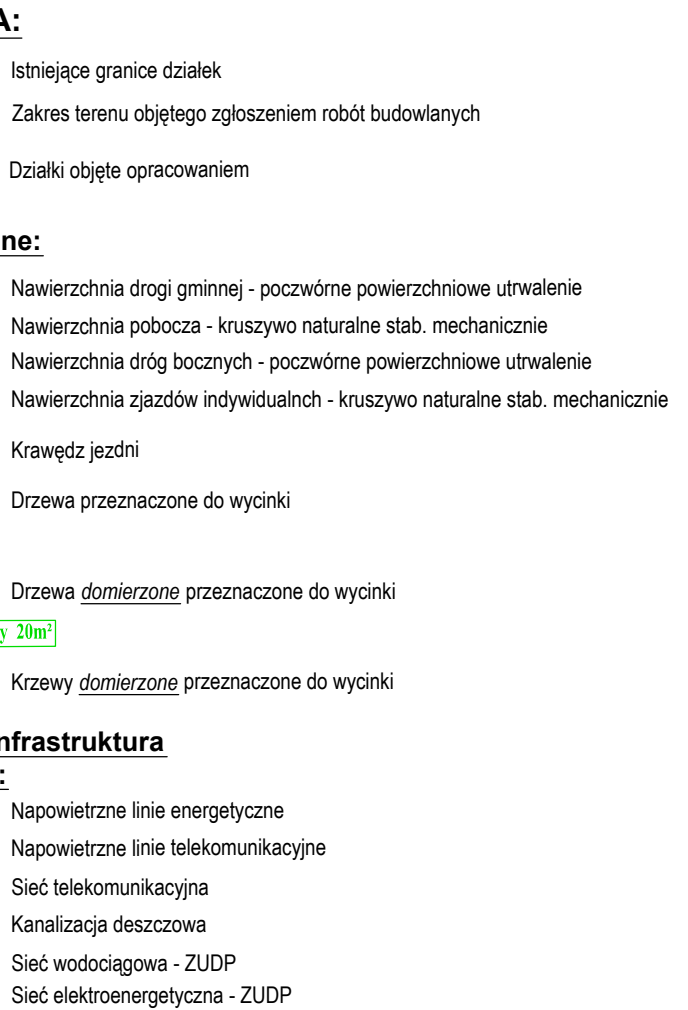 A:
Istniejące granice działek
Zakres terenu objętego zgłoszeniem robót budowlanych
Działki objęte opracowaniem
ne:
Nawierzchnia drogi gminnej - poczwórne powierzchniowe utrwalenie
Nawierzchnia pobocza - kruszywo naturalne stab. mechanicznie
Nawierzchnia dróg bocznych - poczwórne powierzchniowe utrwalenie
Nawierzchnia zjazdów indywidualnch - kruszywo naturalne stab. mechanicznie
Krawędz jezdni
Drzewa przeznaczone do wycinki
Drzewa domierzone przeznaczone do wycinki
y 20m²
Krzewy domierzone przeznaczone do wycinki
nfrastruktura
:
Napowietrzne linie energetyczne
Napowietrzne linie telekomunikacyjne
Sieć telekomunikacyjna
Kanalizacja deszczowa
Sieć wodociągowa - ZUDP
Sieć elektroenergetyczna - ZUDP